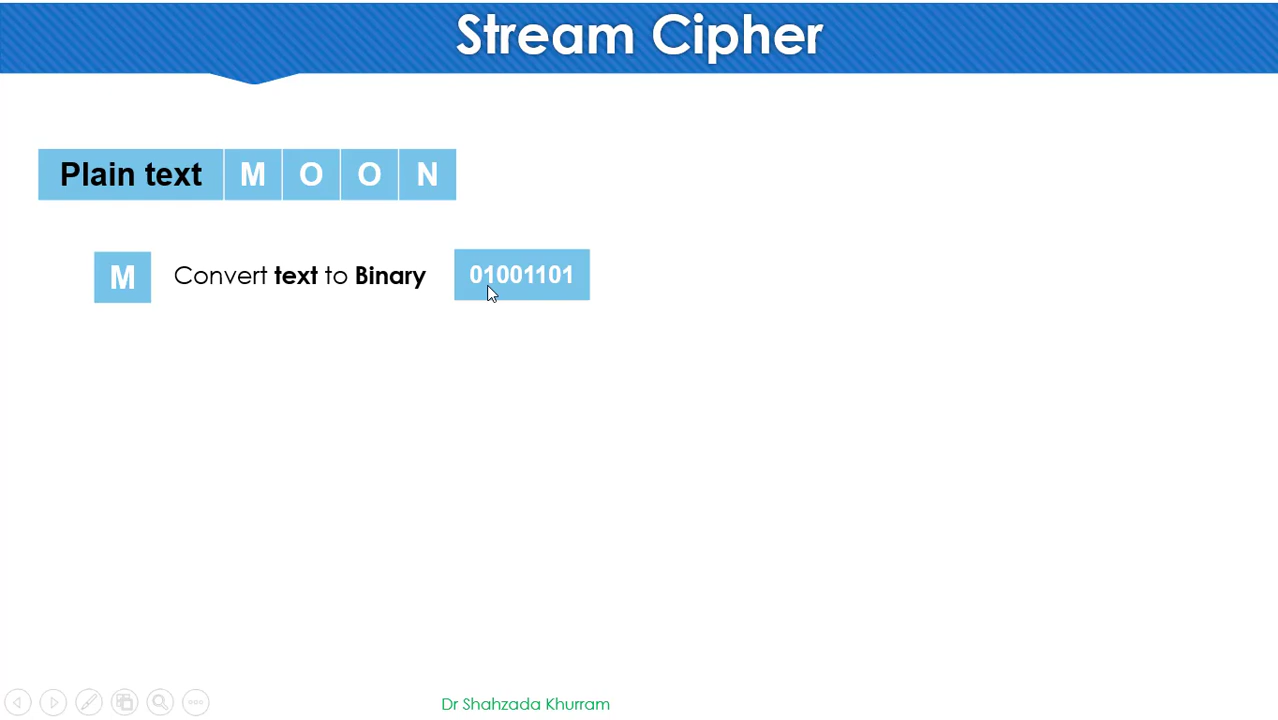 Stream Cipher
Plain text M O O N
M Convert text to Binary 01001101
Dr Shahzada Khurram